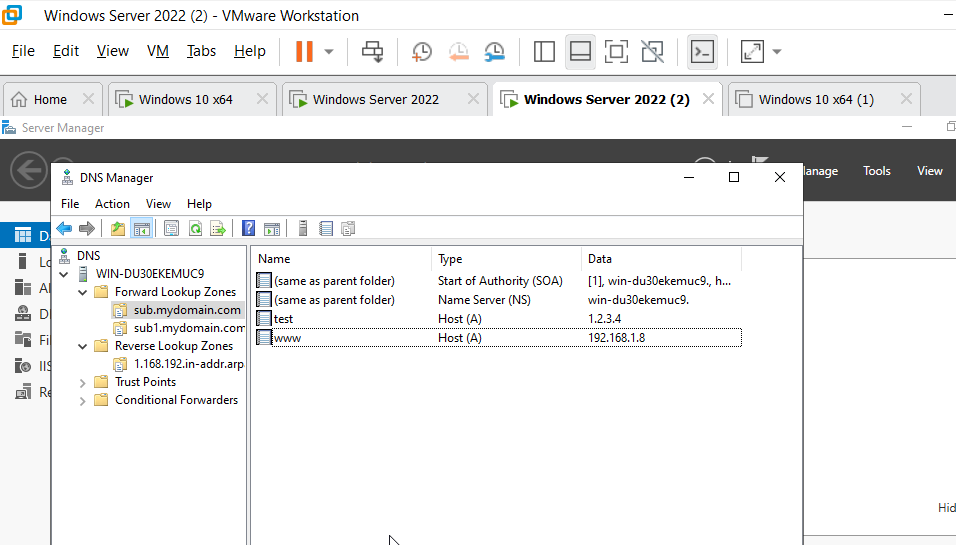 Windows Server 2022 (2) - VMware Workstation
File Edit View VM Tabs Help
Home Windows 10 x64 Windows Server 2022 Windows Server 2022 (2) Windows 10 x64 (1)
Server Manager
DNS Manager
anage Tools View
File Action View Help
DNS
WIN-DU30EKEMUC9
Forward Lookup Zones
sub.mydomain.com
sub1.mydomain.com
Reverse Lookup Zones
1.168.192.in-addr.arp
Trust Points
Conditional Forwarders
Name Type Data
(same as parent folder) Start of Authority (SOA) [1], win-du30ekemuc9., h...
(same as parent folder) Name Server (NS) win-du30ekemuc9.
test Host (A) 1.2.3.4
www Host (A) 192.168.1.8
D
Lo
Al
D
Fi
IIS
Re
Hid